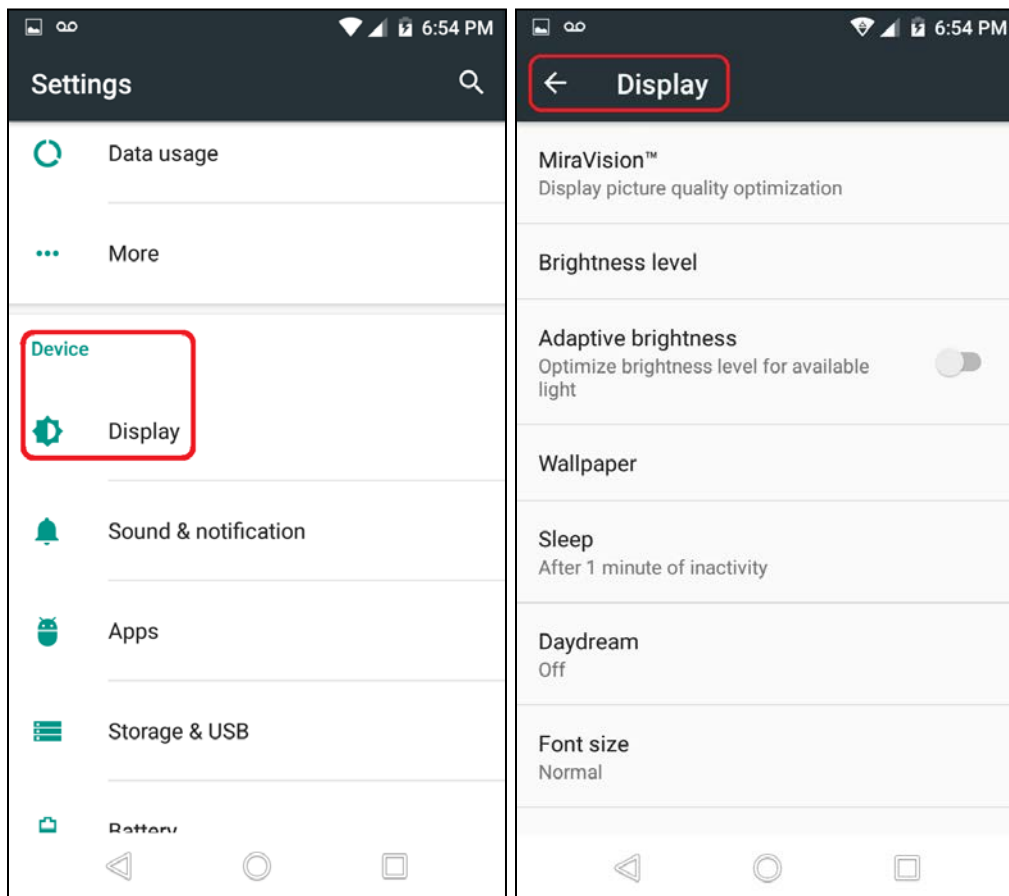 6:54 PM
Settings
Data usage
More
Device
Display
Sound & notification
Apps
Storage & USB
Battery
6:54 PM
Display
MiraVision™
Display picture quality optimization
Brightness level
Adaptive brightness
Optimize brightness level for available
light
Wallpaper
Sleep
After 1 minute of inactivity
Daydream
Off
Font size
Normal